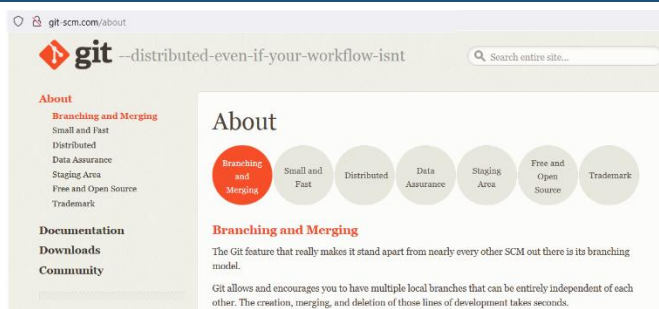 git-scm.com/about
git --distributed-even-if-your-workflow-isnt
Search entire site...
About
Branching and Merging
Small and Fast
Distributed
Data Assurance
Staging Area
Free and Open Source
Trademark
Documentation
Downloads
Community
About
Branching
and
Merging
Small and
Fast
Distributed
Data
Assurance
Staging
Area
Free and
Open
Source
Trademark
Branching and Merging
The Git feature that really makes it stand apart from nearly every other SCM out there is its branching
model.
Git allows and encourages you to have multiple local branches that can be entirely independent of each
other. The creation, merging, and deletion of those lines of development takes seconds.